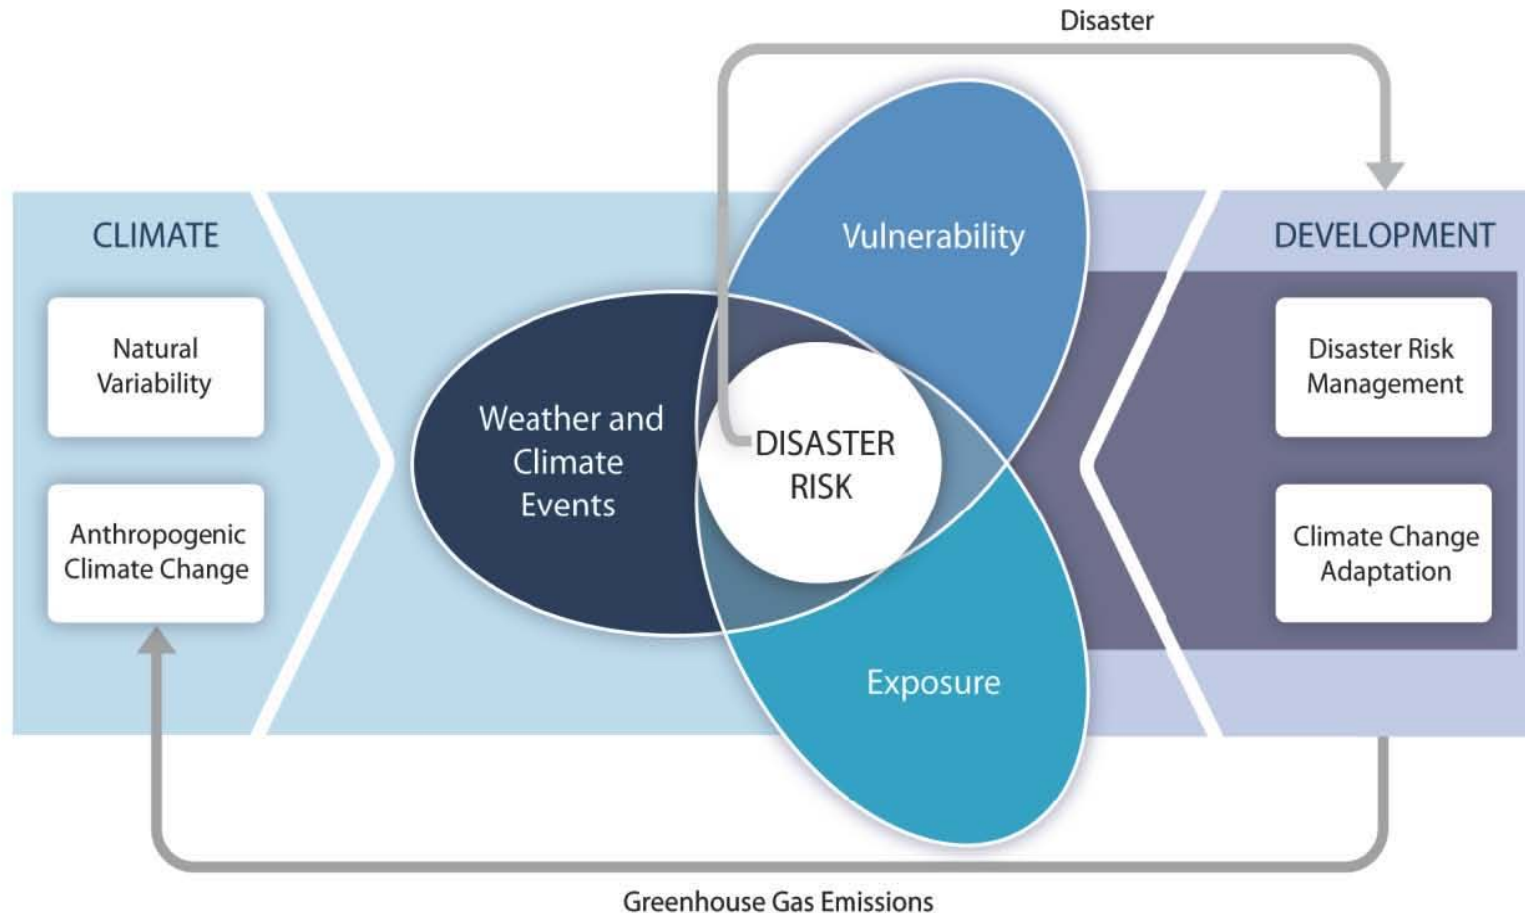 Disaster
CLIMATE
Natural
Variability
Anthropogenic
Climate Change
Weather and
Climate
Events
Vulnerability
DISASTER
RISK
Exposure
DEVELOPMENT
Disaster Risk
Management
Climate Change
Adaptation
Greenhouse Gas Emissions